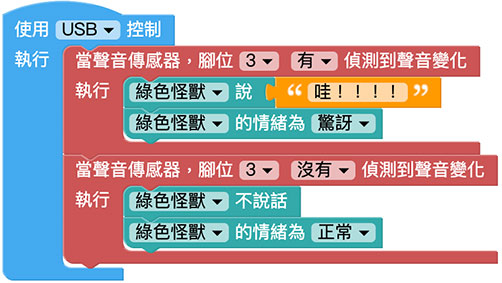 使用 USB 控制
執行 當聲音傳感器，腳位 3 有 偵測到聲音變化
執行 綠色怪獸 說 “ 哇！！！！ ”
綠色怪獸 的情緒為 驚訝
當聲音傳感器，腳位 3 沒有 偵測到聲音變化
執行 綠色怪獸 不說話
綠色怪獸 的情緒為 正常